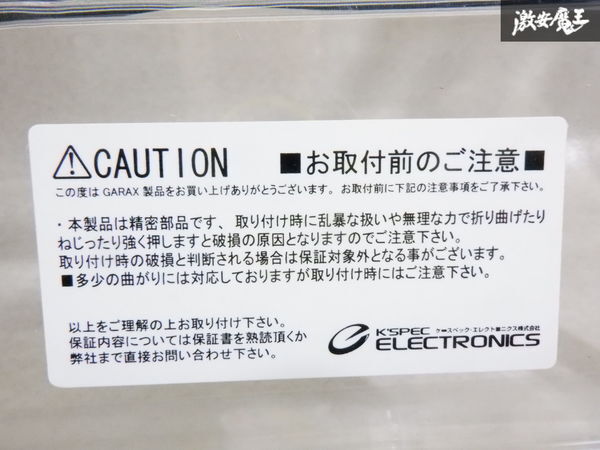 激安魔王
⚠CAUTION ■お取付前のご注意■
この度は GARAX 製品をお買い上げありがとうございます。お取付前に下記の注意事項をご了承下さい。
・本製品は精密部品です、取り付け時に乱暴な扱いや無理な力で折り曲げたり
ねじったり強く押しますと破損の原因となりますのでご注意下さい。
取り付け時の破損と判断される場合は保証対象外となる事がございます。
■多少の曲がりには対応しておりますが取り付け時にはご注意下さい。
以上をご理解の上お取り付け下さい。
保証内容については保証書を熟読頂くか
弊社まで直接お問い合わせ下さい。
K'SPEC ケースペック・エレクトロニクス株式会社
ELECTRONICS